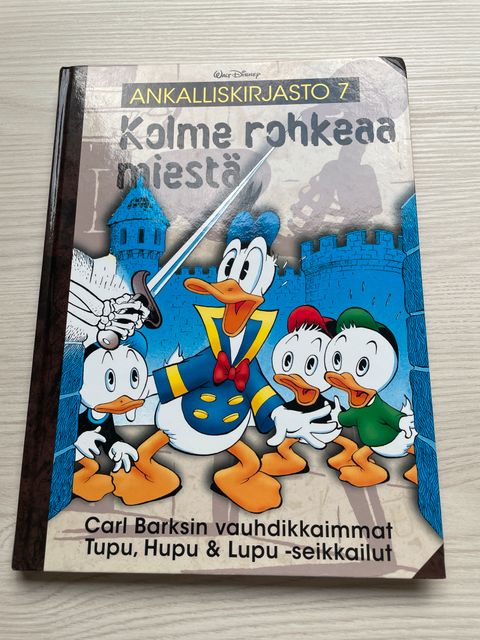 Walt Disney
ANKALLISKIRJASTO 7
Kolme rohkeaa
miestä
Carl Barksin vauhdikkaimmat
Tupu, Hupu & Lupu -seikkailut